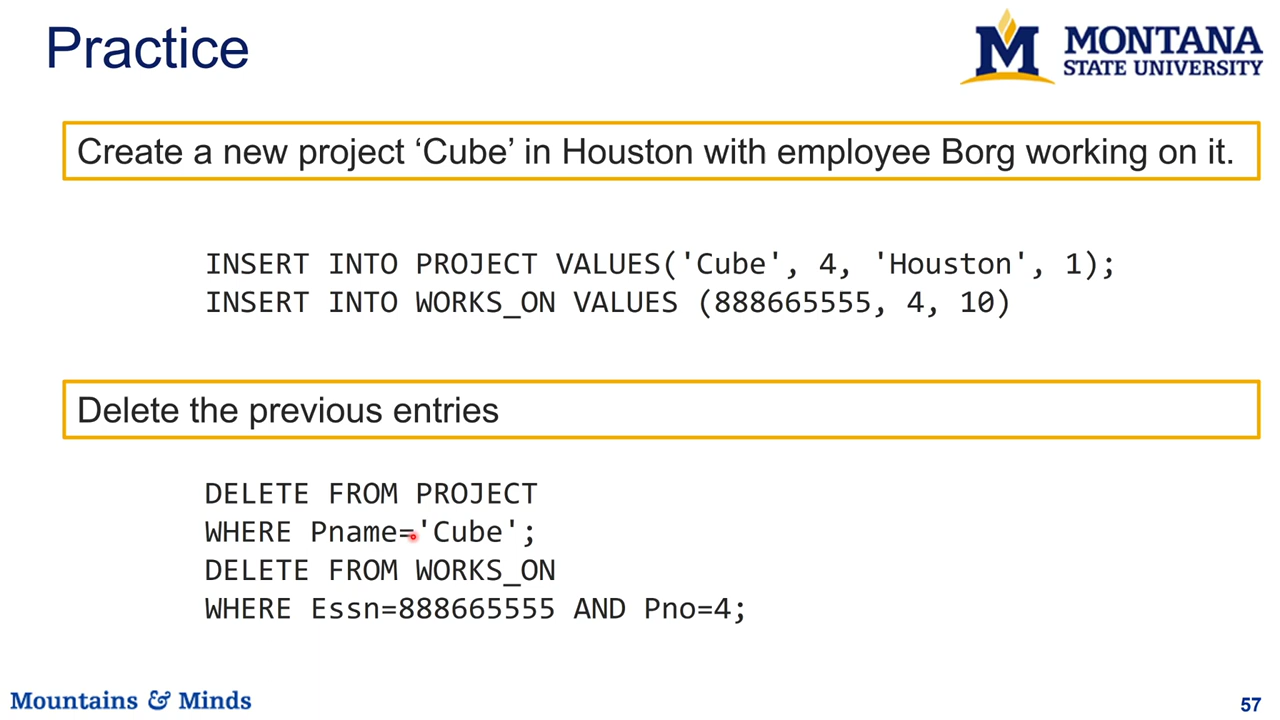 Practice
MONTANA
STATE UNIVERSITY
Create a new project ‘Cube’ in Houston with employee Borg working on it.
INSERT INTO PROJECT VALUES('Cube', 4, 'Houston', 1);
INSERT INTO WORKS_ON VALUES (888665555, 4, 10)
Delete the previous entries
DELETE FROM PROJECT
WHERE Pname='Cube';
DELETE FROM WORKS_ON
WHERE Essn=888665555 AND Pno=4;
Mountains & Minds
57